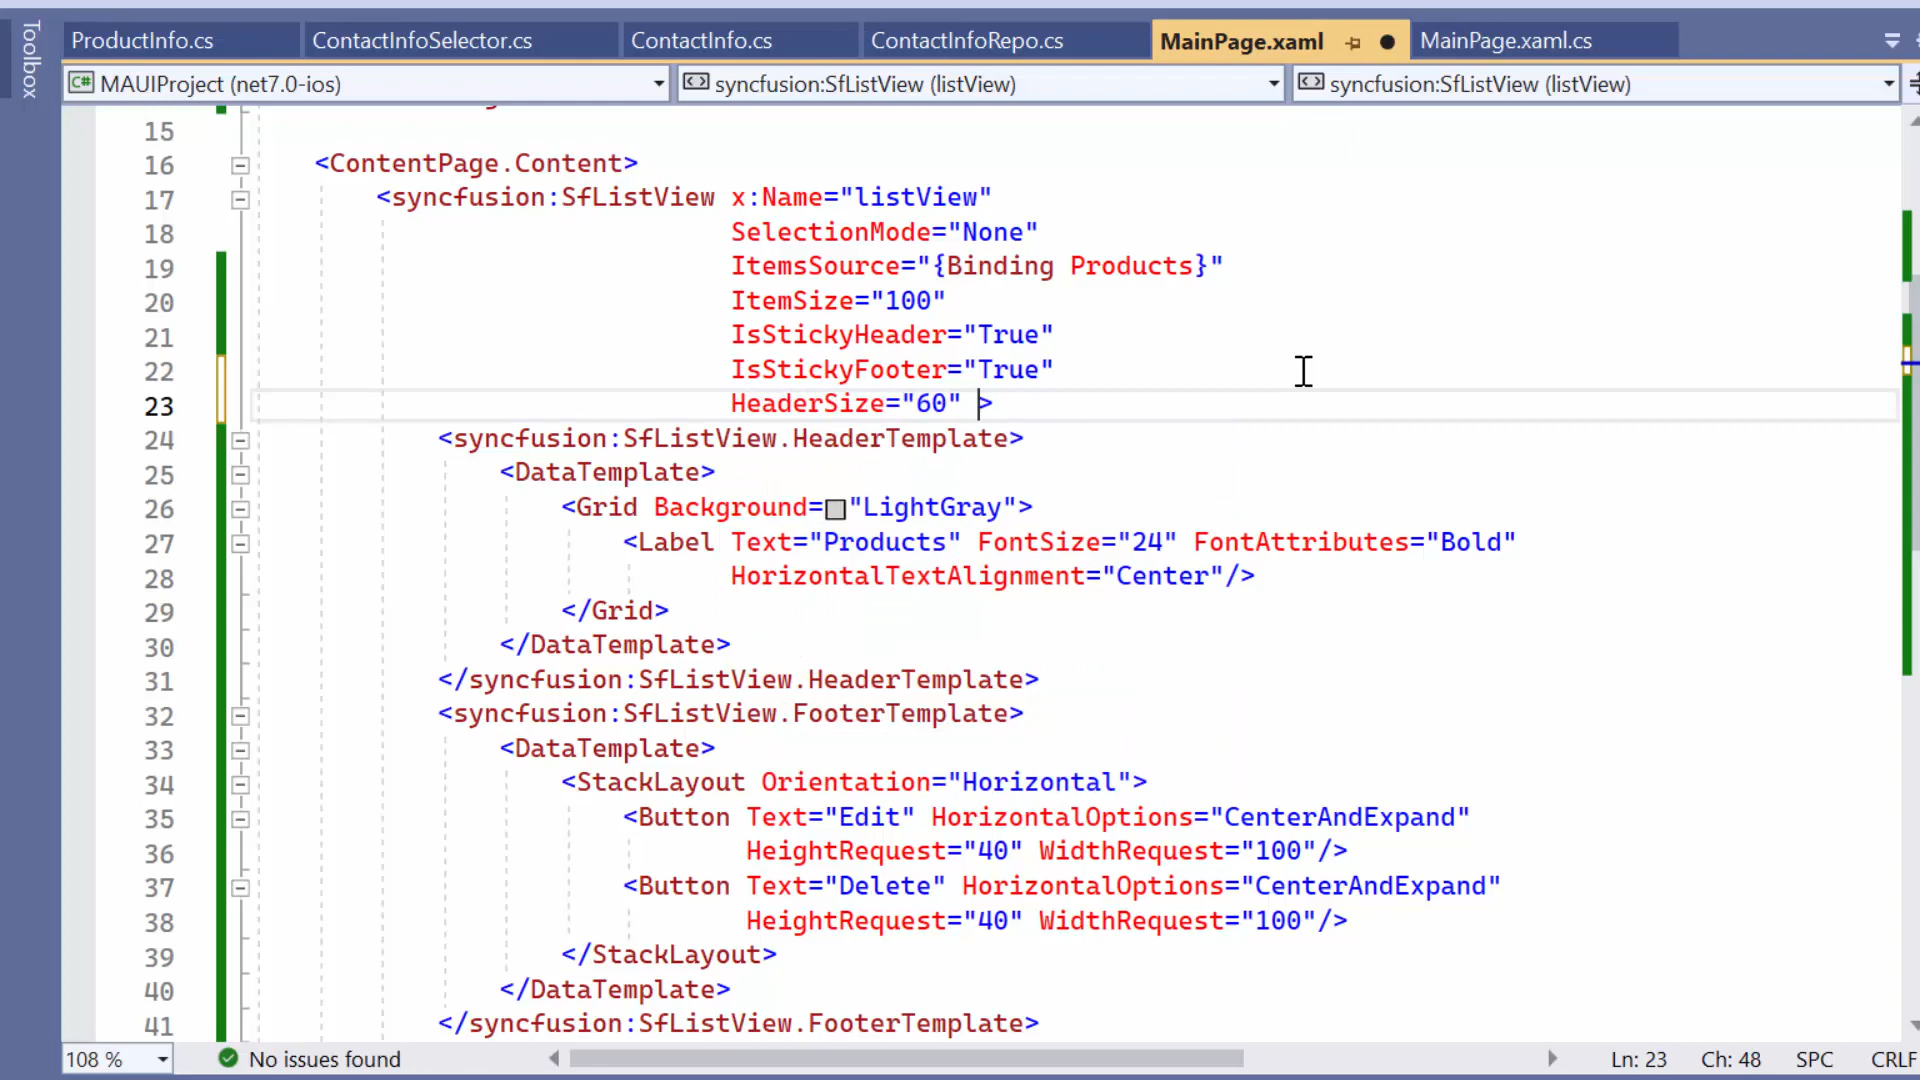 Toolbox
ProductInfo.cs ContactInfoSelector.cs ContactInfo.cs ContactInfoRepo.cs MainPage.xaml MainPage.xaml.cs
C# MAUIProject (net7.0-ios) syncfusion:SfListView (listView) syncfusion:SfListView (listView)
15
16 <ContentPage.Content>
17 <syncfusion:SfListView x:Name="listView"
18 SelectionMode="None"
19 ItemsSource="{Binding Products}"
20 ItemSize="100"
21 IsStickyHeader="True"
22 IsStickyFooter="True"
23 HeaderSize="60" >
24 <syncfusion:SfListView.HeaderTemplate>
25 <DataTemplate>
26 <Grid Background="LightGray">
27 <Label Text="Products" FontSize="24" FontAttributes="Bold"
28 HorizontalTextAlignment="Center"/>
29 </Grid>
30 </DataTemplate>
31 </syncfusion:SfListView.HeaderTemplate>
32 <syncfusion:SfListView.FooterTemplate>
33 <DataTemplate>
34 <StackLayout Orientation="Horizontal">
35 <Button Text="Edit" HorizontalOptions="CenterAndExpand"
36 HeightRequest="40" WidthRequest="100"/>
37 <Button Text="Delete" HorizontalOptions="CenterAndExpand"
38 HeightRequest="40" WidthRequest="100"/>
39 </StackLayout>
40 </DataTemplate>
41 </syncfusion:SfListView.FooterTemplate>
108 % No issues found Ln: 23 Ch: 48 SPC CRLF